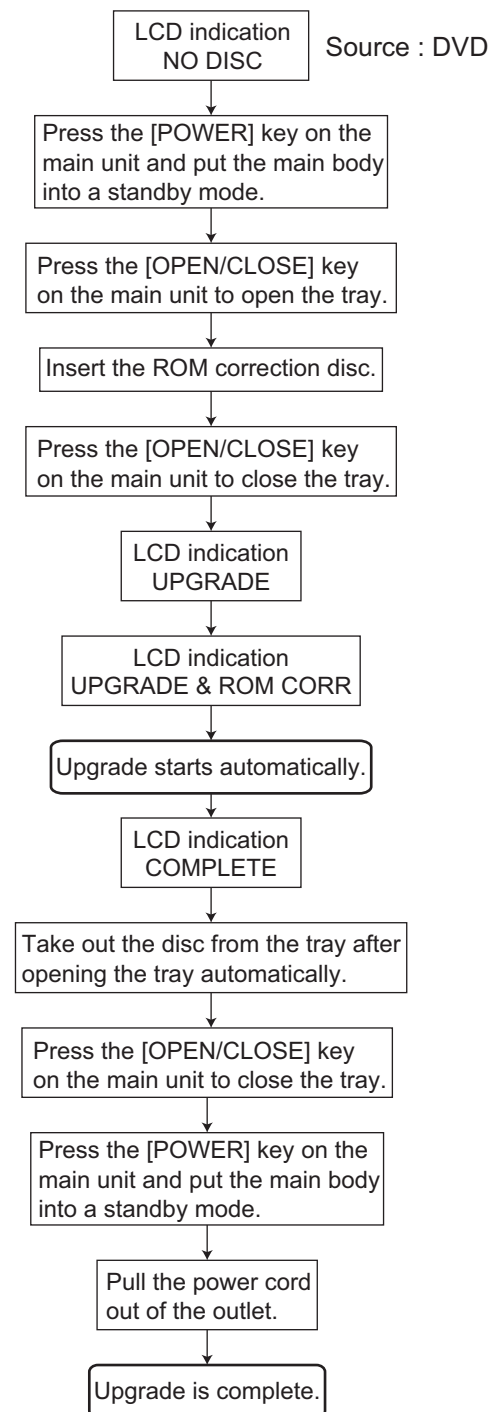 LCD indication
NO DISC
Source : DVD
Press the [POWER] key on the
main unit and put the main body
into a standby mode.
Press the [OPEN/CLOSE] key
on the main unit to open the tray.
Insert the ROM correction disc.
Press the [OPEN/CLOSE] key
on the main unit to close the tray.
LCD indication
UPGRADE
LCD indication
UPGRADE & ROM CORR
Upgrade starts automatically.
LCD indication
COMPLETE
Take out the disc from the tray after
opening the tray automatically.
Press the [OPEN/CLOSE] key
on the main unit to close the tray.
Press the [POWER] key on the
main unit and put the main body
into a standby mode.
Pull the power cord
out of the outlet.
Upgrade is complete.